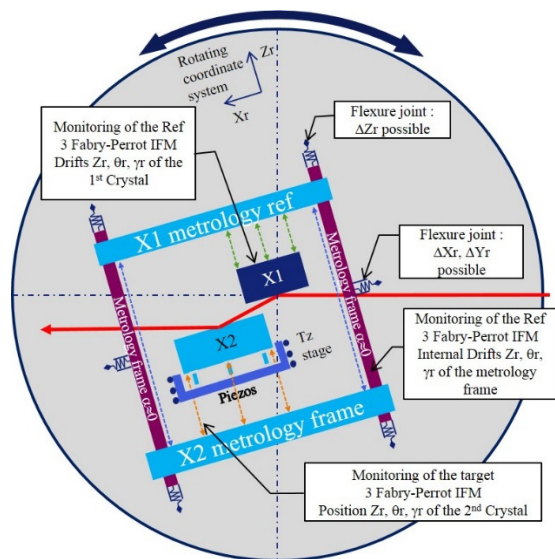 Rotating
coordinate
system
Zr
Xr
Flexure joint :
ΔZr possible
Monitoring of the Ref
3 Fabry-Perrot IFM
Drifts Zr, θr, γr of the
1st Crystal
X1 metrology ref
X1
Flexure joint :
ΔXr, ΔYr
possible
Metrology frame α≈0
Metrology frame α≈0
X2
Tz
stage
Piezos
Monitoring of the Ref
3 Fabry-Perrot IFM
Internal Drifts Zr, θr,
γr of the metrology
frame
X2 metrology frame
Monitoring of the target
3 Fabry-Perrot IFM
Position Zr, θr, γr of the 2nd Crystal